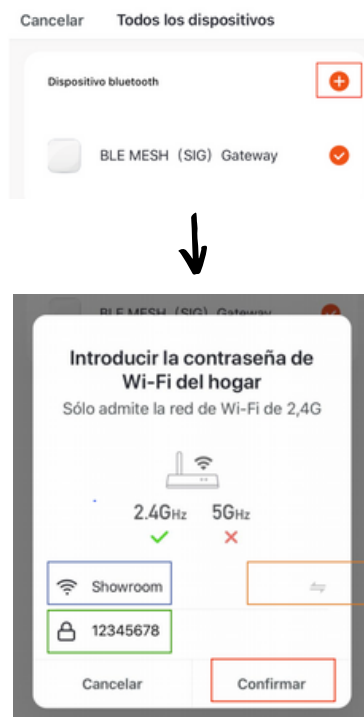 Cancelar Todos los dispositivos
Dispositivo bluetooth
BLE MESH (SIG) Gateway
BLE MESH (SIG) Gateway
Introducir la contraseña de
Wi-Fi del hogar
Sólo admite la red de Wi-Fi de 2,4G
2.4GHz 5GHz
Showroom
12345678
Cancelar Confirmar